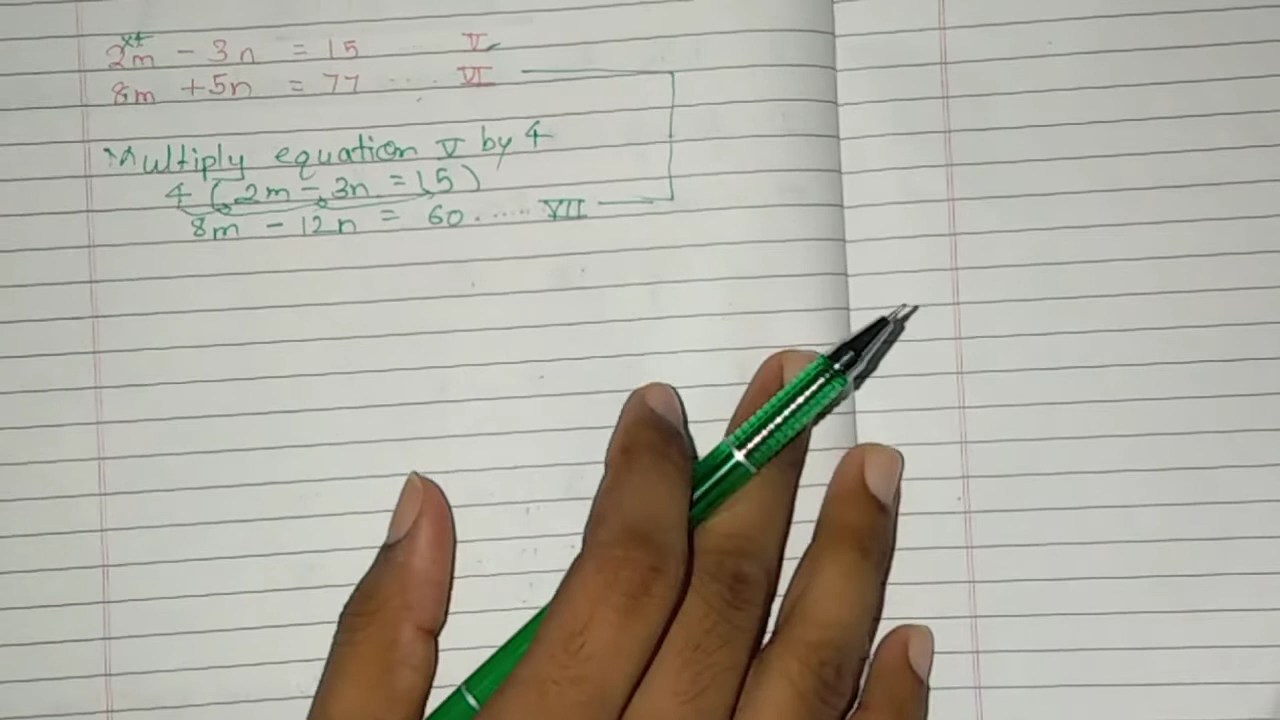 x4
2m - 3n = 15 V
8m + 5n = 77 .... VI
Multiply equation V by 4
4 (2m - 3n = 15)
8m - 12n = 60 ...... VII